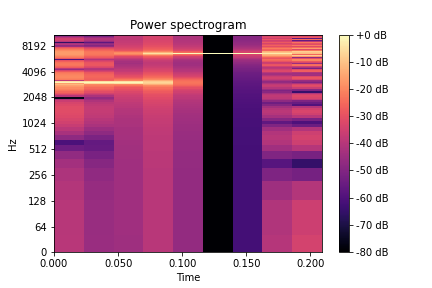 Power spectrogram
8192
4096
2048
1024
512
256
128
64
0
Hz
0.000 0.050 0.100 0.150 0.200
Time
+0 dB
-10 dB
-20 dB
-30 dB
-40 dB
-50 dB
-60 dB
-70 dB
-80 dB